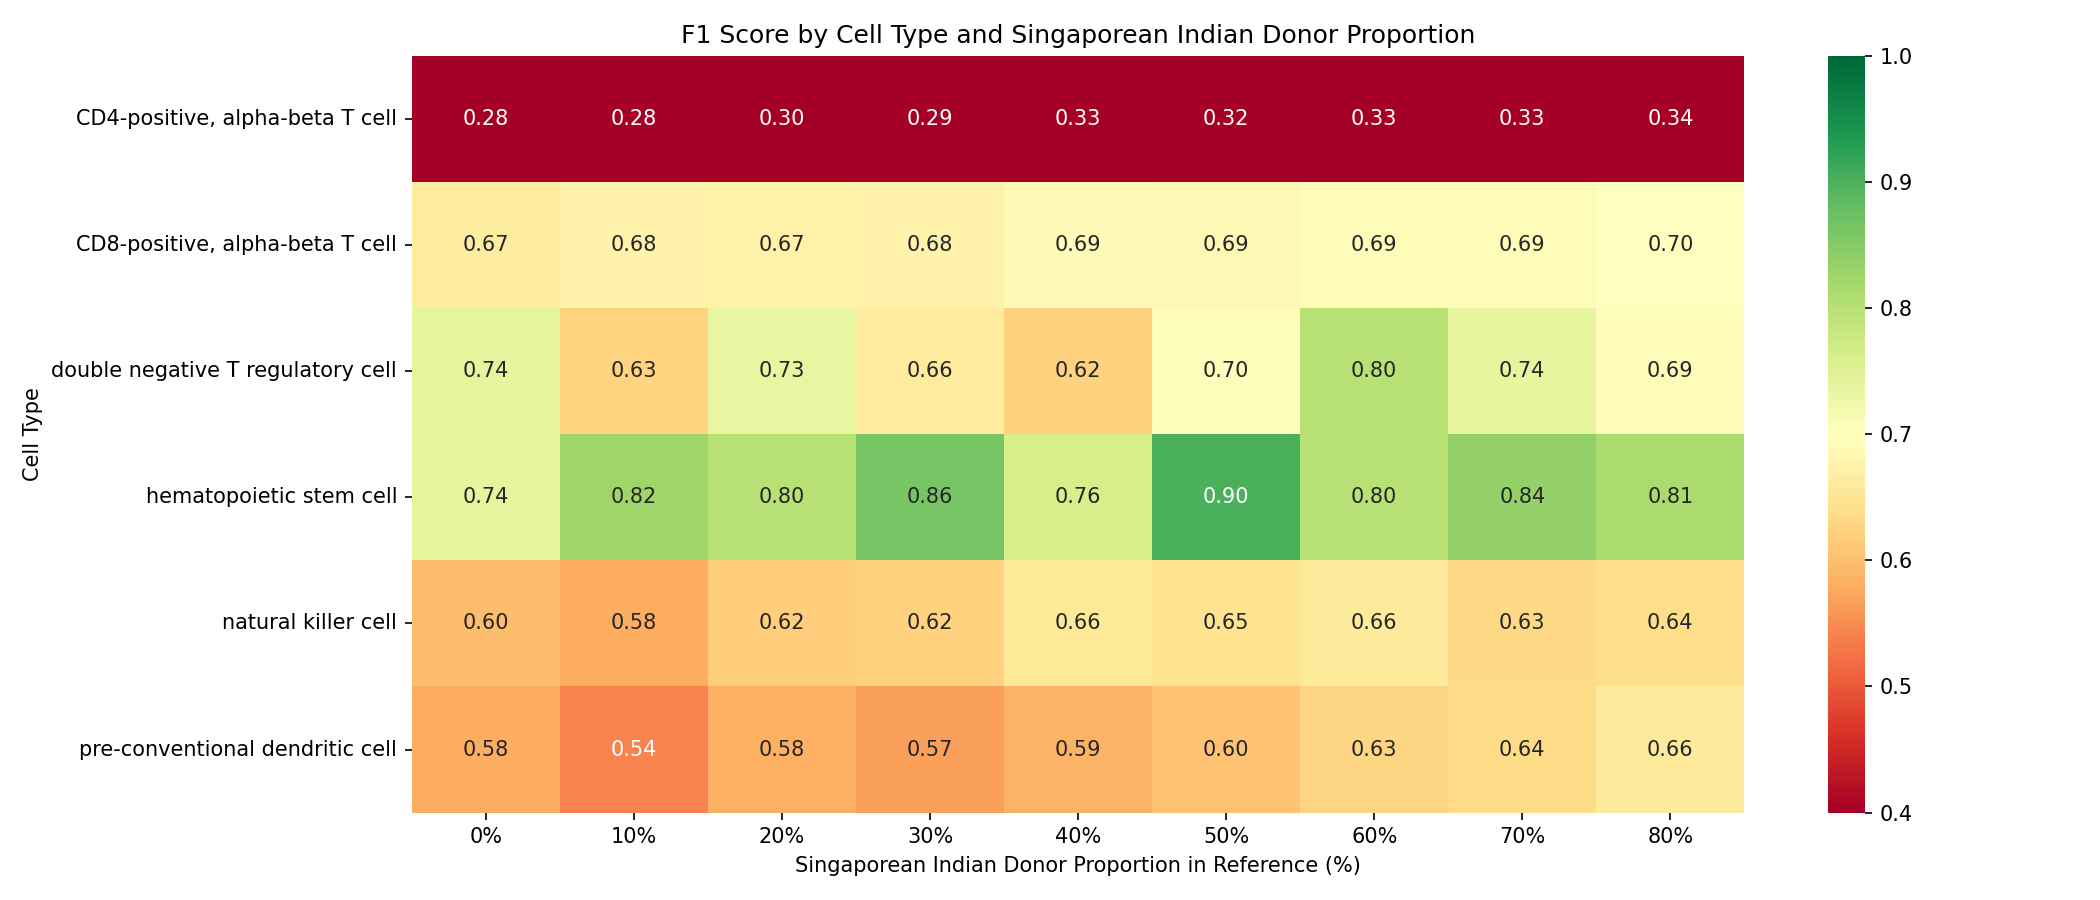 F1 Score by Cell Type and Singaporean Indian Donor Proportion
Cell Type
CD4-positive, alpha-beta T cell 0.28 0.28 0.30 0.29 0.33 0.32 0.33 0.33 0.34
CD8-positive, alpha-beta T cell 0.67 0.68 0.67 0.68 0.69 0.69 0.69 0.69 0.70
double negative T regulatory cell 0.74 0.63 0.73 0.66 0.62 0.70 0.80 0.74 0.69
hematopoietic stem cell 0.74 0.82 0.80 0.86 0.76 0.90 0.80 0.84 0.81
natural killer cell 0.60 0.58 0.62 0.62 0.66 0.65 0.66 0.63 0.64
pre-conventional dendritic cell 0.58 0.54 0.58 0.57 0.59 0.60 0.63 0.64 0.66
0% 10% 20% 30% 40% 50% 60% 70% 80%
Singaporean Indian Donor Proportion in Reference (%)
1.0
0.9
0.8
0.7
0.6
0.5
0.4